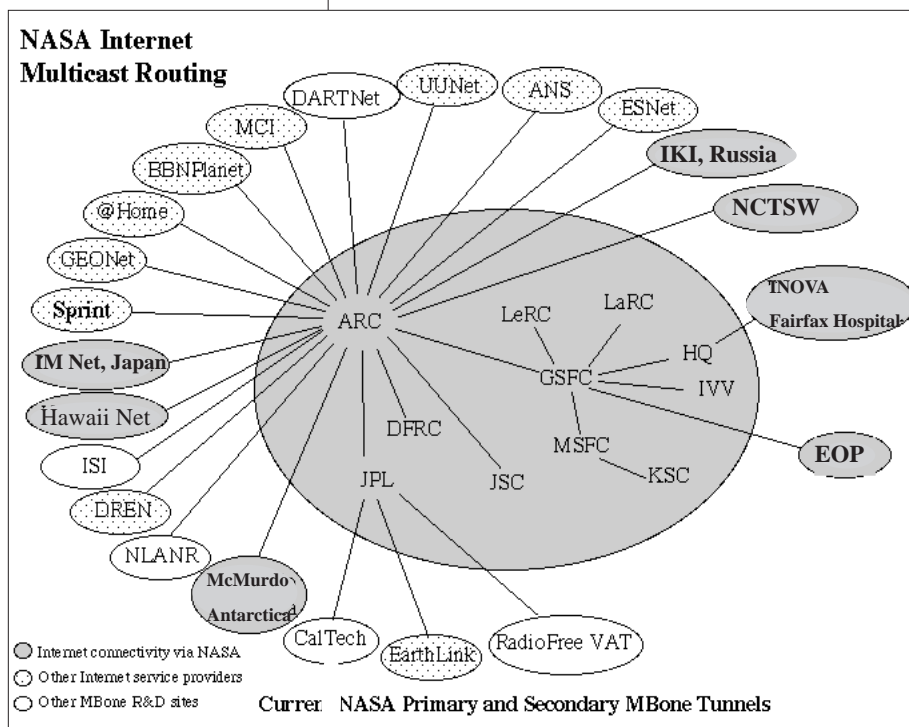 NASA Internet
Multicast Routing
DARTNet
UUNet
ANS
ESNet
MCI
IKI, Russia
BBNPlanet
NCTSW
@Home
GEONet
INOVA
Fairfax Hospital
Sprint
ARC
LeRC
LaRC
HQ
IM Net, Japan
GSFC
IVV
Hawaii Net
DFRC
MSFC
EOP
ISI
JPL
JSC
KSC
DREN
NLANR
McMurdo
Antarctica
CalTech
EarthLink
RadioFree VAT
Internet connectivity via NASA
Other Internet service providers
Other MBone R&D sites
Curren NASA Primary and Secondary MBone Tunnels